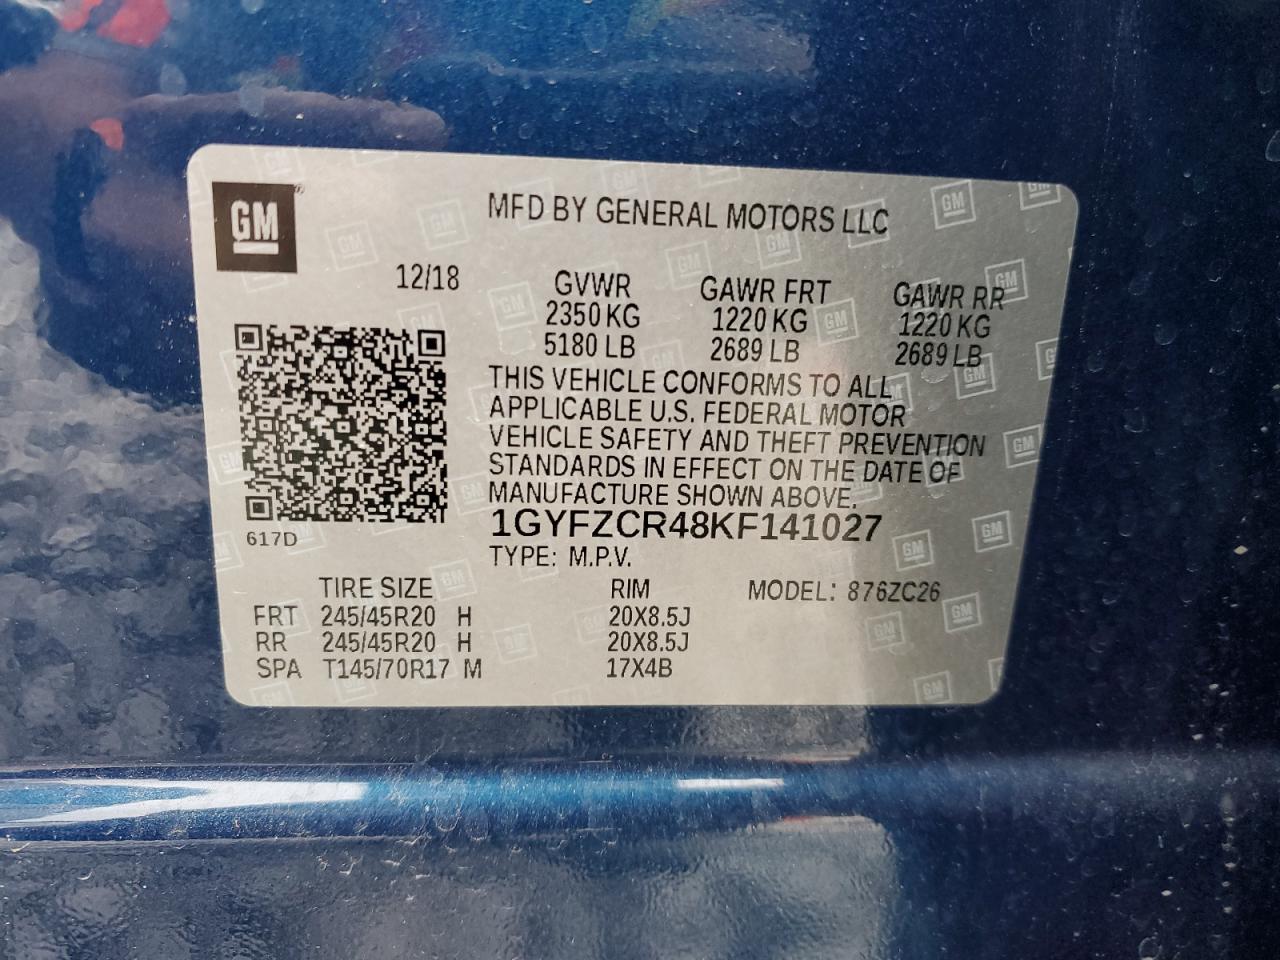 GM
MFD BY GENERAL MOTORS LLC
12/18
GVWR GAWR FRT GAWR RR
2350 KG 1220 KG 1220 KG
5180 LB 2689 LB 2689 LB
THIS VEHICLE CONFORMS TO ALL
APPLICABLE U.S. FEDERAL MOTOR
VEHICLE SAFETY AND THEFT PREVENTION
STANDARDS IN EFFECT ON THE DATE OF
MANUFACTURE SHOWN ABOVE.
1GYFZCR48KF141027
617D
TYPE: M.P.V.
TIRE SIZE RIM MODEL: 876ZC26
FRT 245/45R20 H 20X8.5J
RR 245/45R20 H 20X8.5J
SPA T145/70R17 M 17X4B